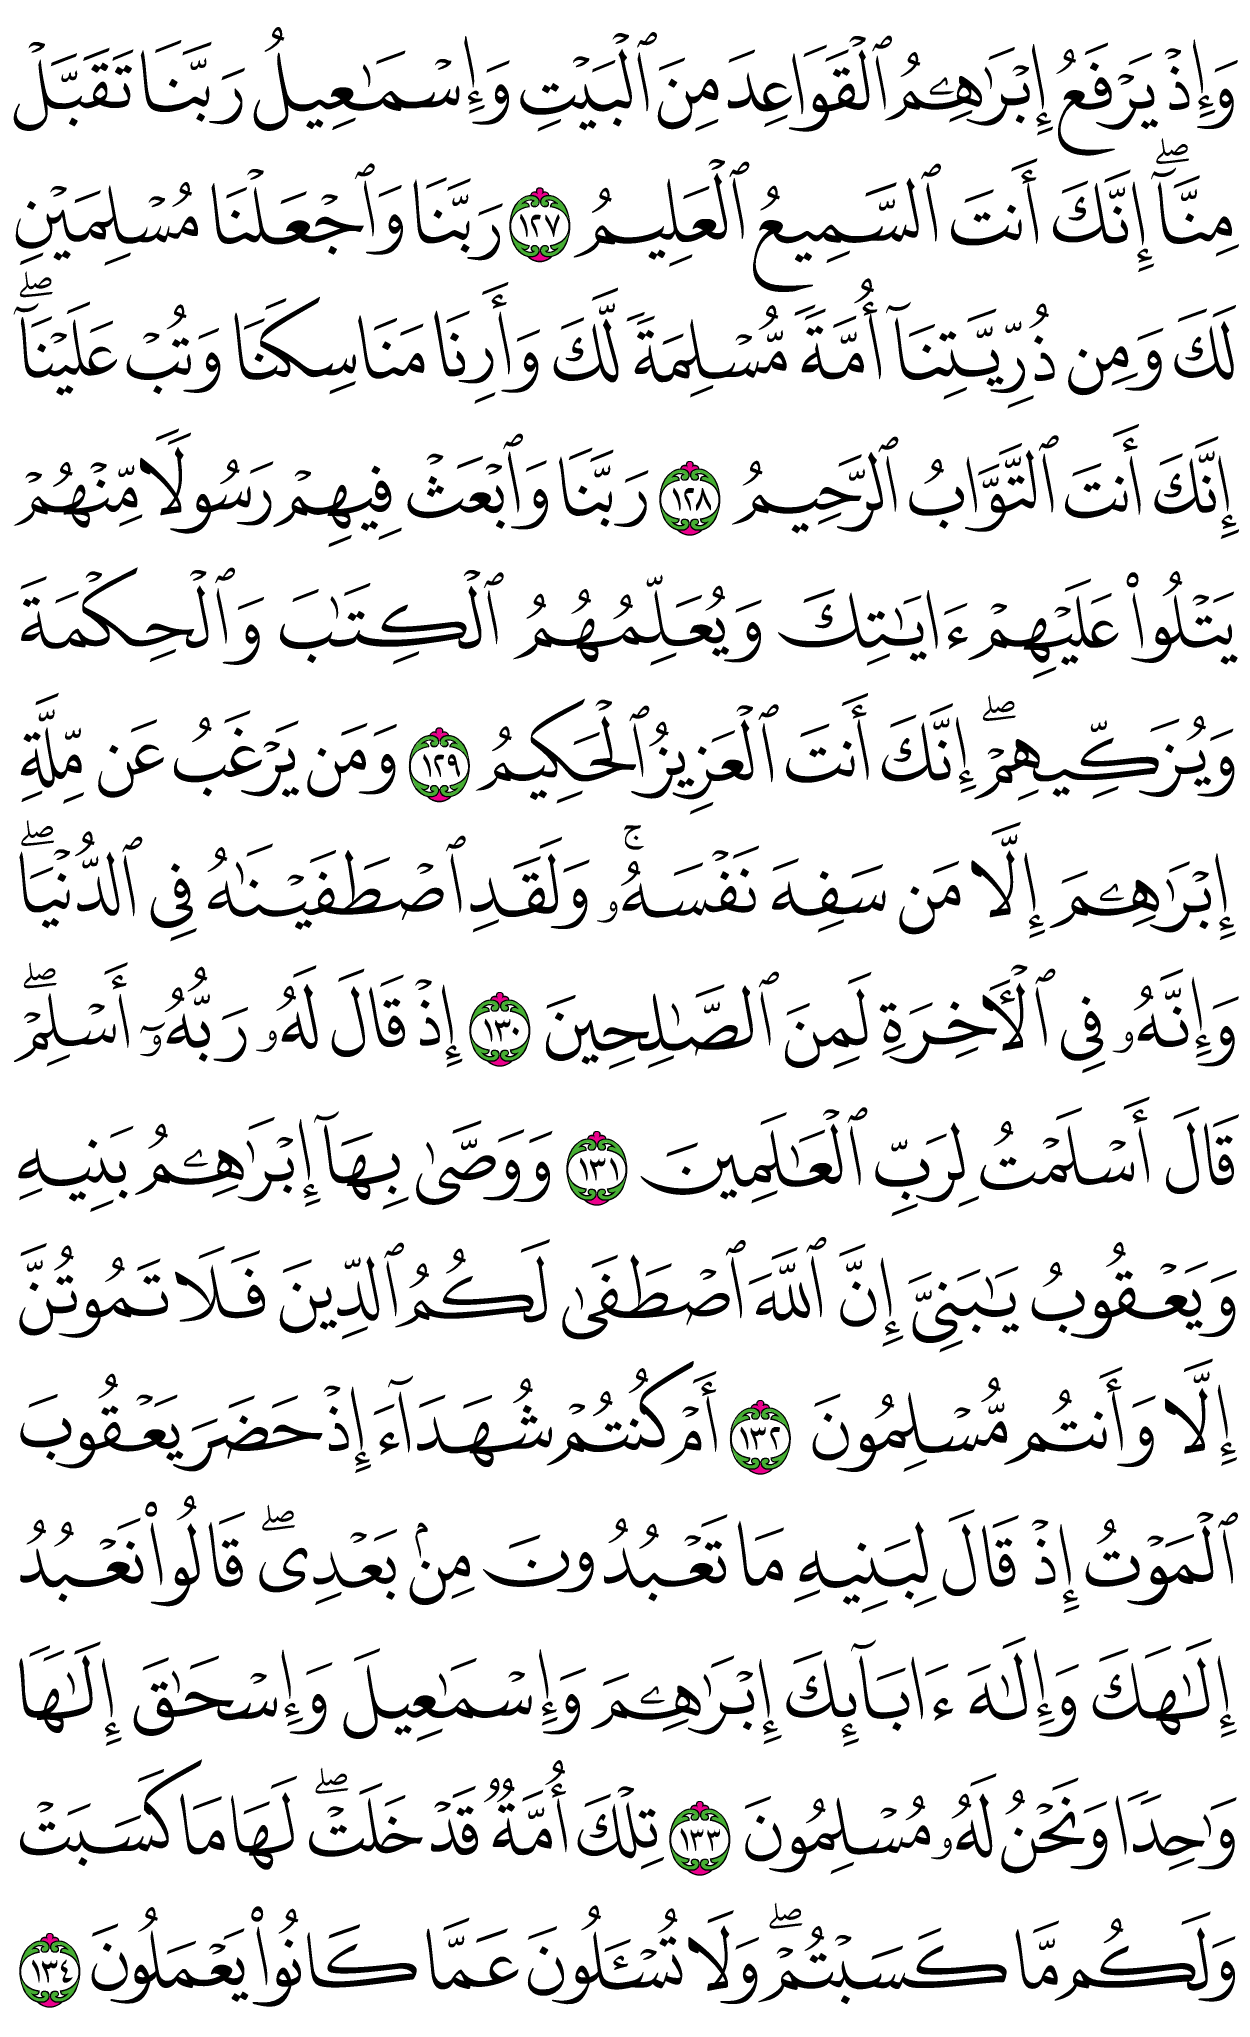 وَإِذۡ يَرۡفَعُ إِبۡرَٰهِـۧمُ ٱلۡقَوَاعِدَ مِنَ ٱلۡبَيۡتِ وَإِسۡمَٰعِيلُ رَبَّنَا تَقَبَّلۡ
مِنَّآۖ إِنَّكَ أَنتَ ٱلسَّمِيعُ ٱلۡعَلِيمُ ١٢٧ رَبَّنَا وَٱجۡعَلۡنَا مُسۡلِمَيۡنِ
لَكَ وَمِن ذُرِّيَّتِنَآ أُمَّةٗ مُّسۡلِمَةٗ لَّكَ وَأَرِنَا مَنَاسِكَنَا وَتُبۡ عَلَيۡنَآۖ
إِنَّكَ أَنتَ ٱلتَّوَّابُ ٱلرَّحِيمُ ١٢٨ رَبَّنَا وَٱبۡعَثۡ فِيهِمۡ رَسُولٗا مِّنۡهُمۡ
يَتۡلُواْ عَلَيۡهِمۡ ءَايَٰتِكَ وَيُعَلِّمُهُمُ ٱلۡكِتَٰبَ وَٱلۡحِكۡمَةَ
وَيُزَكِّيهِمۡۖ إِنَّكَ أَنتَ ٱلۡعَزِيزُ ٱلۡحَكِيمُ ١٢٩ وَمَن يَرۡغَبُ عَن مِّلَّةِ
إِبۡرَٰهِـۧمَ إِلَّا مَن سَفِهَ نَفۡسَهُۥۚ وَلَقَدِ ٱصۡطَفَيۡنَٰهُ فِي ٱلدُّنۡيَاۖ
وَإِنَّهُۥ فِي ٱلۡأٓخِرَةِ لَمِنَ ٱلصَّٰلِحِينَ ١٣٠ إِذۡ قَالَ لَهُۥ رَبُّهُۥٓ أَسۡلِمۡۖ
قَالَ أَسۡلَمۡتُ لِرَبِّ ٱلۡعَٰلَمِينَ ١٣١ وَوَصَّىٰ بِهَآ إِبۡرَٰهِـۧمُ بَنِيهِ
وَيَعۡقُوبُ يَٰبَنِيَّ إِنَّ ٱللَّهَ ٱصۡطَفَىٰ لَكُمُ ٱلدِّينَ فَلَا تَمُوتُنَّ
إِلَّا وَأَنتُم مُّسۡلِمُونَ ١٣٢ أَمۡ كُنتُمۡ شُهَدَآءَ إِذۡ حَضَرَ يَعۡقُوبَ
ٱلۡمَوۡتُ إِذۡ قَالَ لِبَنِيهِ مَا تَعۡبُدُونَ مِنۢ بَعۡدِيۖ قَالُواْ نَعۡبُدُ
إِلَٰهَكَ وَإِلَٰهَ ءَابَآئِكَ إِبۡرَٰهِـۧمَ وَإِسۡمَٰعِيلَ وَإِسۡحَٰقَ إِلَٰهٗا
وَٰحِدٗا وَنَحۡنُ لَهُۥ مُسۡلِمُونَ ١٣٣ تِلۡكَ أُمَّةٞ قَدۡ خَلَتۡۖ لَهَا مَا كَسَبَتۡ
وَلَكُم مَّا كَسَبۡتُمۡۖ وَلَا تُسۡـَٔلُونَ عَمَّا كَانُواْ يَعۡمَلُونَ ١٣٤